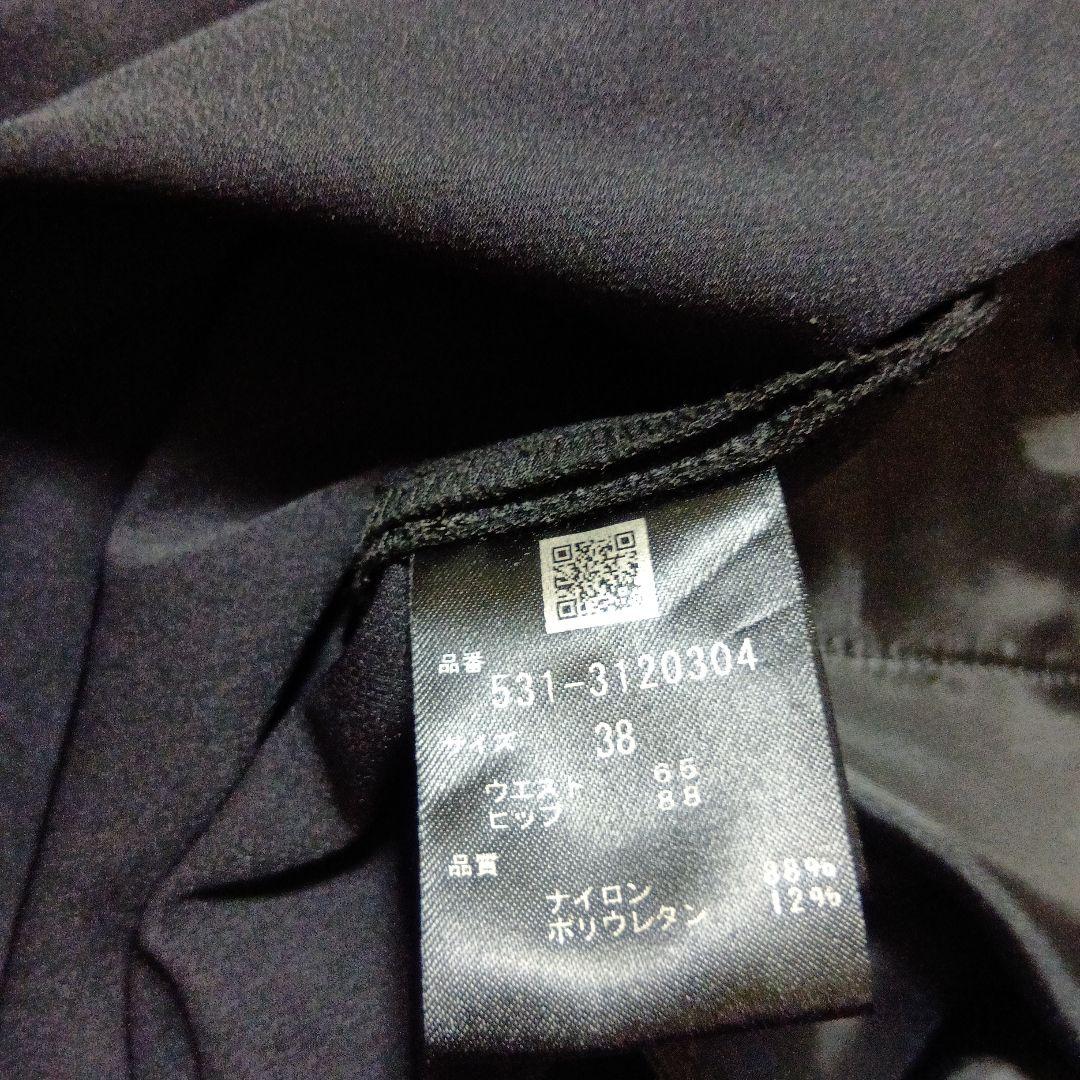 品番 531-3120304
サイズ 38
ウエスト 65
ヒップ 88
品質
ナイロン 88%
ポリウレタン 12%